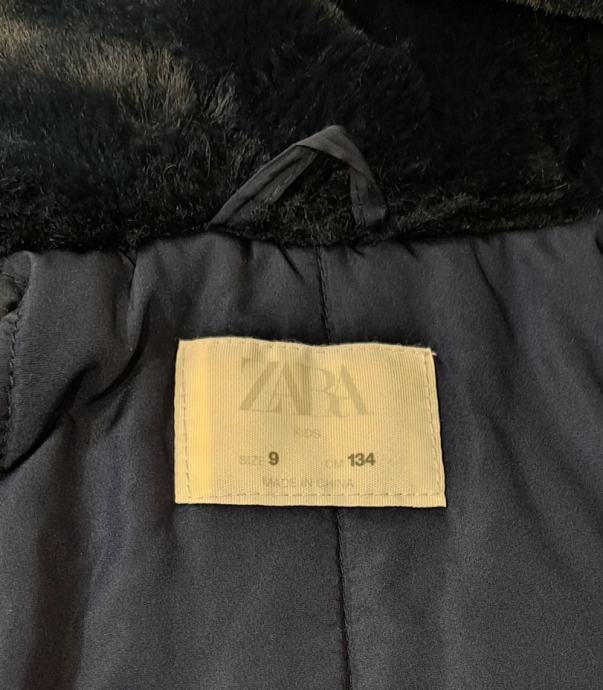 ZARA
KIDS
SIZE 9 CM 134
MADE IN CHINA